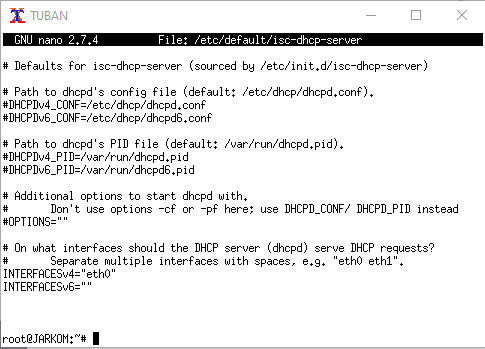 TUBAN
GNU nano 2.7.4 File: /etc/default/isc-dhcp-server
# Defaults for isc-dhcp-server (sourced by /etc/init.d/isc-dhcp-server)
# Path to dhcpd's config file (default: /etc/dhcp/dhcpd.conf).
#DHCPDv4_CONF=/etc/dhcp/dhcpd.conf
#DHCPDv6_CONF=/etc/dhcp/dhcpd6.conf
# Path to dhcpd's PID file (default: /var/run/dhcpd.pid).
#DHCPDv4_PID=/var/run/dhcpd.pid
#DHCPDv6_PID=/var/run/dhcpd6.pid
# Additional options to start dhcpd with.
#       Don't use options -cf or -pf here; use DHCPD_CONF/ DHCPD_PID instead
#OPTIONS=""
# On what interfaces should the DHCP server (dhcpd) serve DHCP requests?
#       Separate multiple interfaces with spaces, e.g. "eth0 eth1".
INTERFACESv4="eth0"
INTERFACESv6=""
root@JARKOM:~#